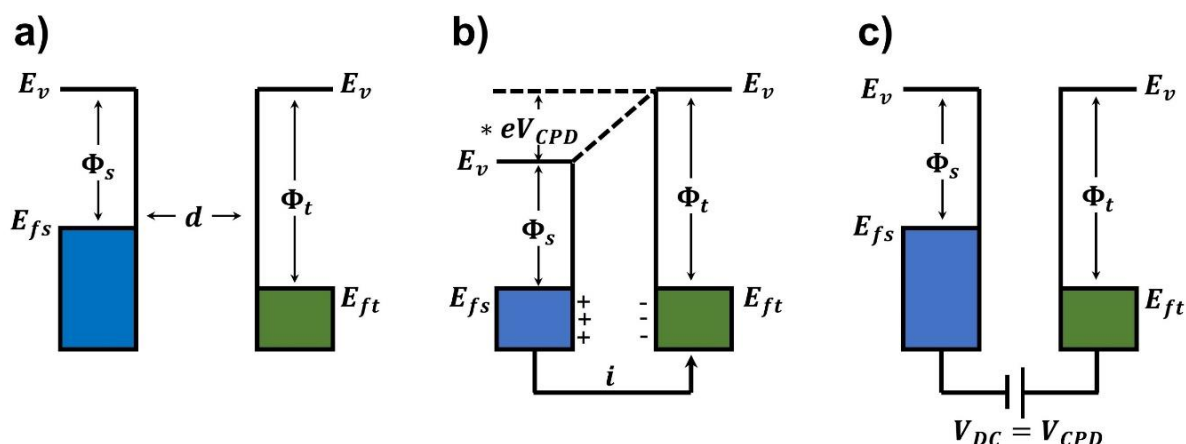 a)
E_v
E_v
Φ_s
Φ_t
d
E_fs
E_ft
b)
* eV_CPD
E_v
E_v
Φ_s
Φ_t
E_fs
E_ft
+ -
+ -
+ -
i
c)
E_v
E_v
Φ_s
Φ_t
E_fs
E_ft
V_DC = V_CPD